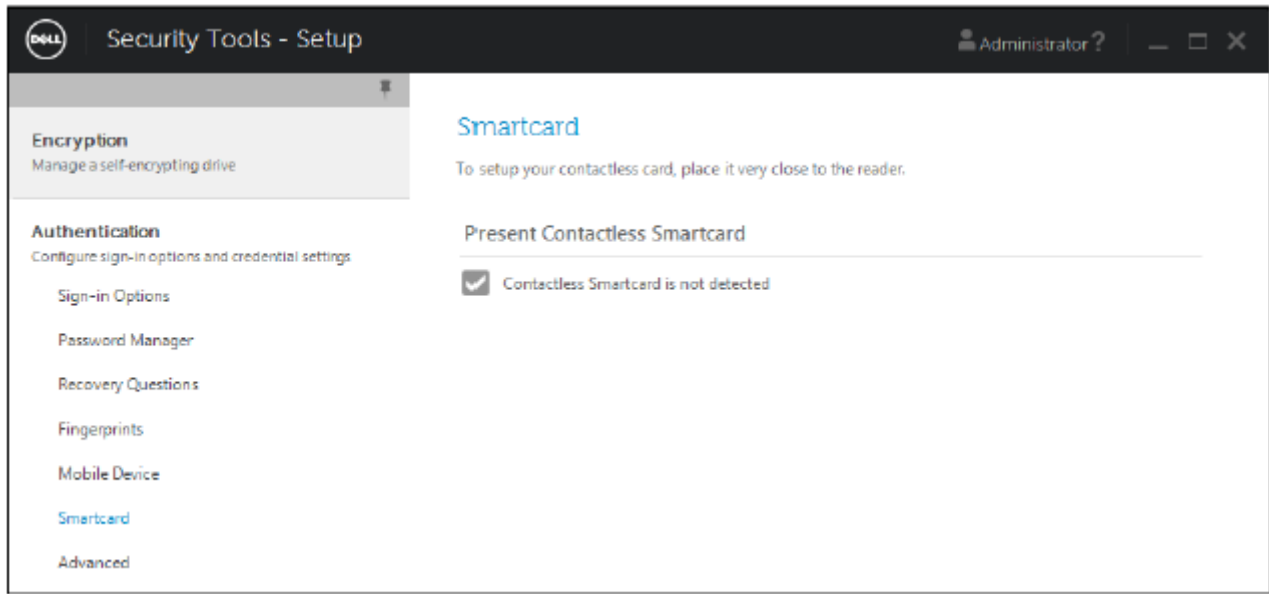 DELL
Security Tools - Setup
Administrator ?
Encryption
Manage a self-encrypting drive
Authentication
Configure sign-in options and credential settings
Sign-in Options
Password Manager
Recovery Questions
Fingerprints
Mobile Device
Smartcard
Advanced
Smartcard
To setup your contactless card, place it very close to the reader.
Present Contactless Smartcard
Contactless Smartcard is not detected